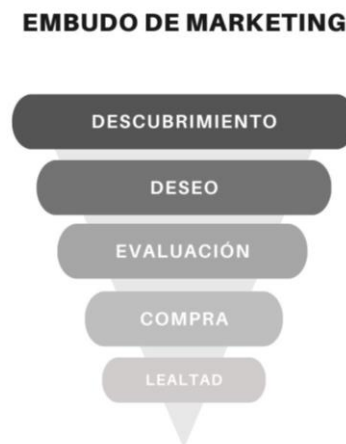 EMBUDO DE MARKETING
DESCUBRIMIENTO
DESEO
EVALUACIÓN
COMPRA
LEALTAD